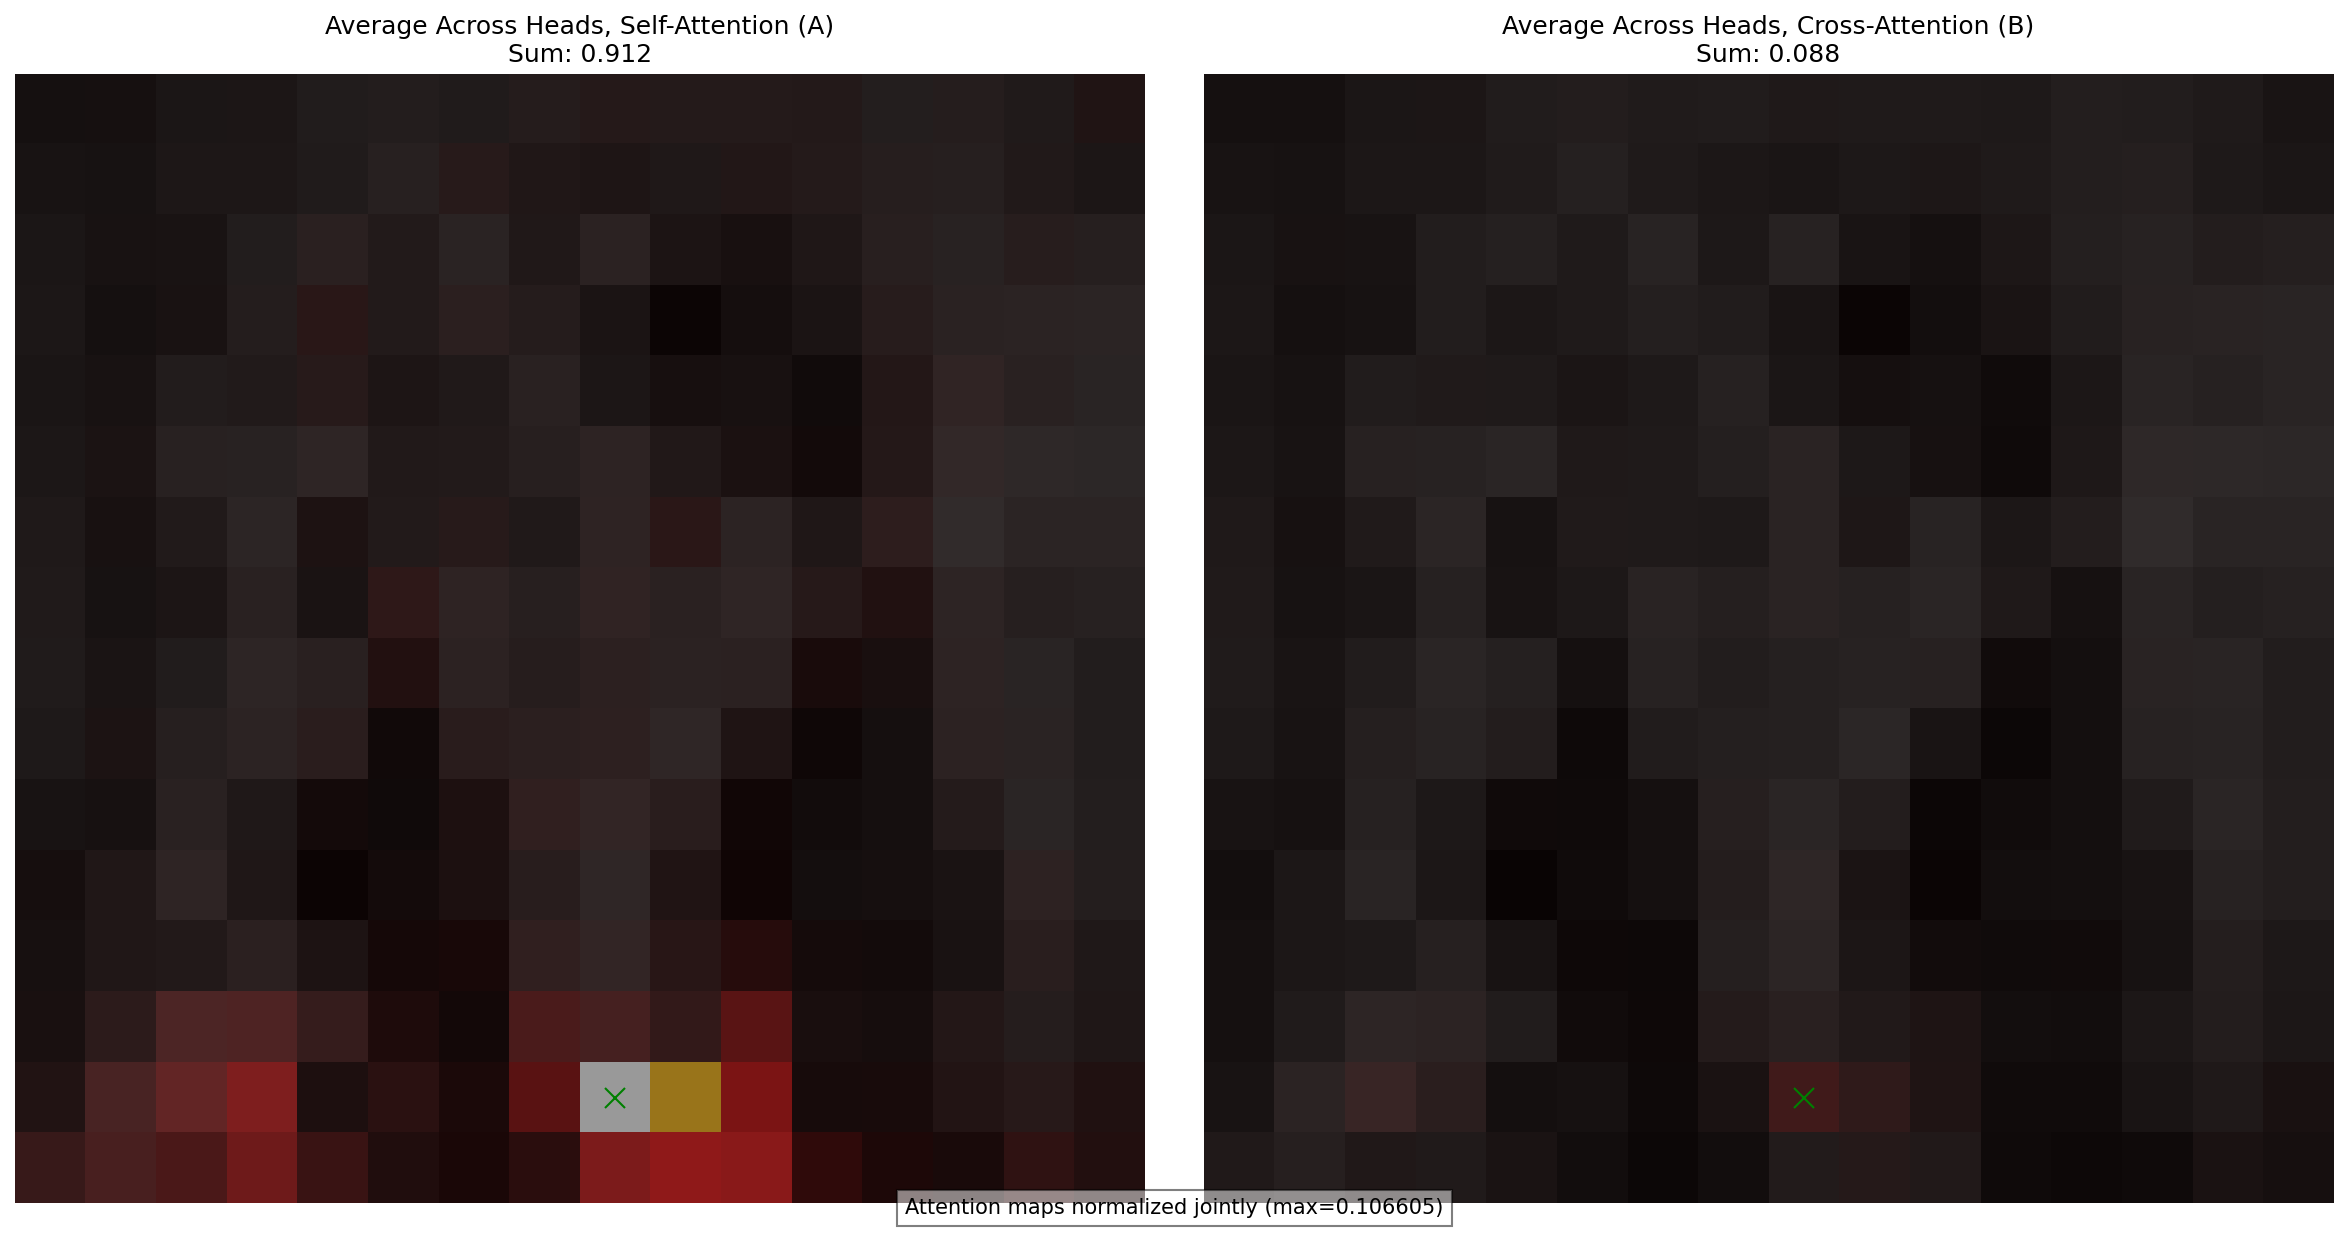 Average Across Heads, Self-Attention (A)
Sum: 0.912
Average Across Heads, Cross-Attention (B)
Sum: 0.088
Attention maps normalized jointly (max=0.106605)